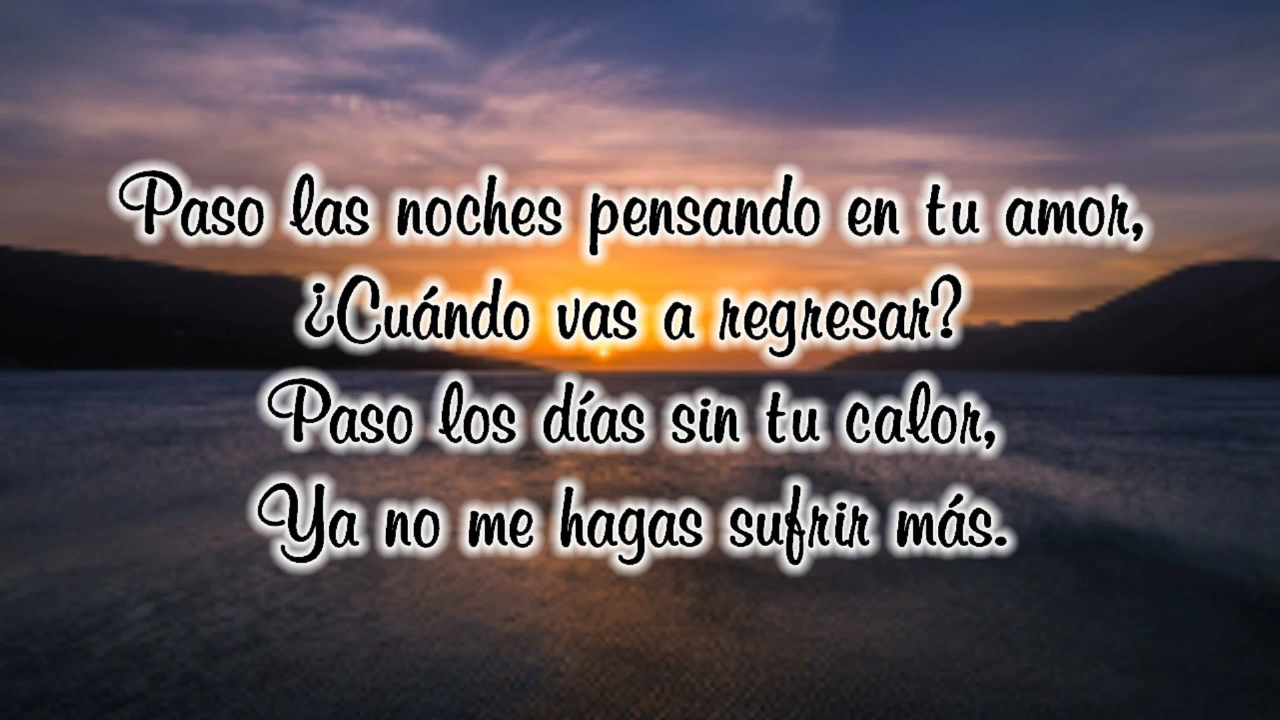 Paso las noches pensando en tu amor,
¿Cuándo vas a regresar?
Paso los días sin tu calor,
Ya no me hagas sufrir más.